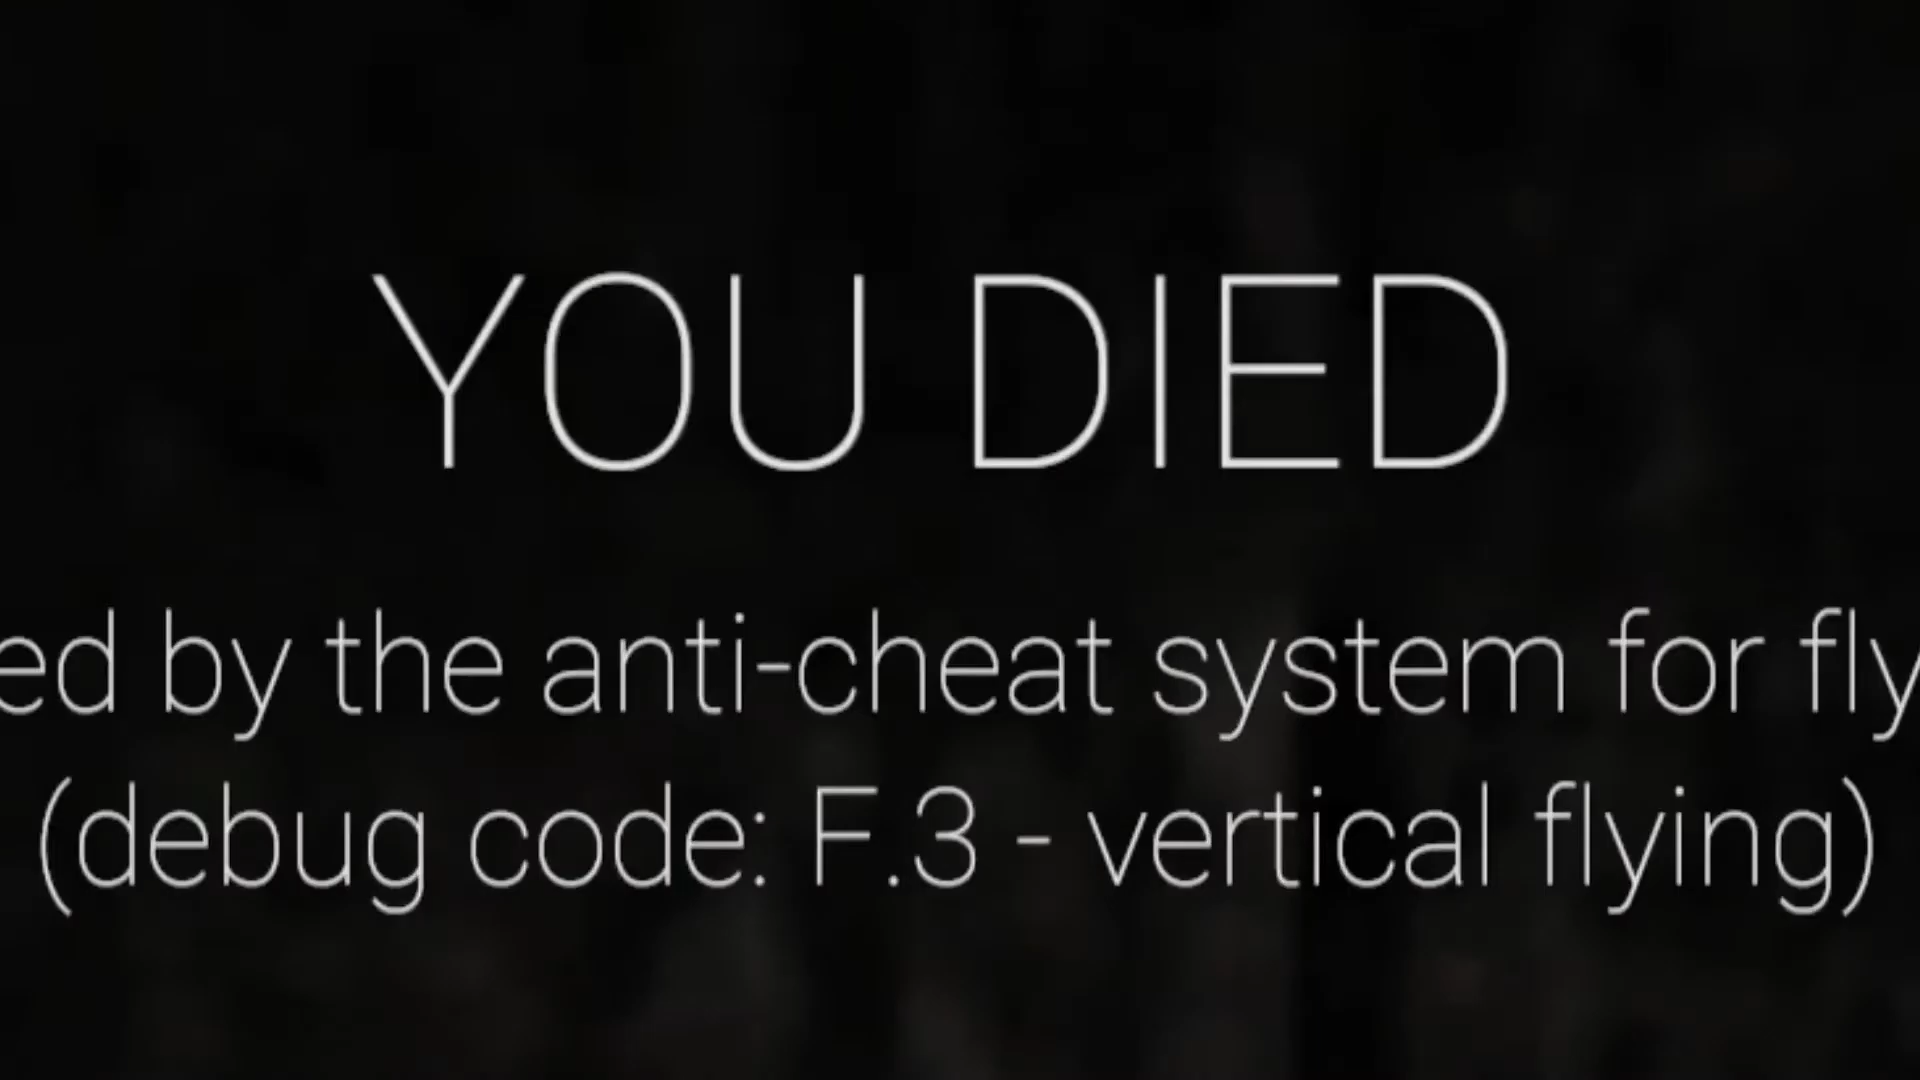 YOU DIED
ed by the anti-cheat system for fly
(debug code: F.3 - vertical flying)